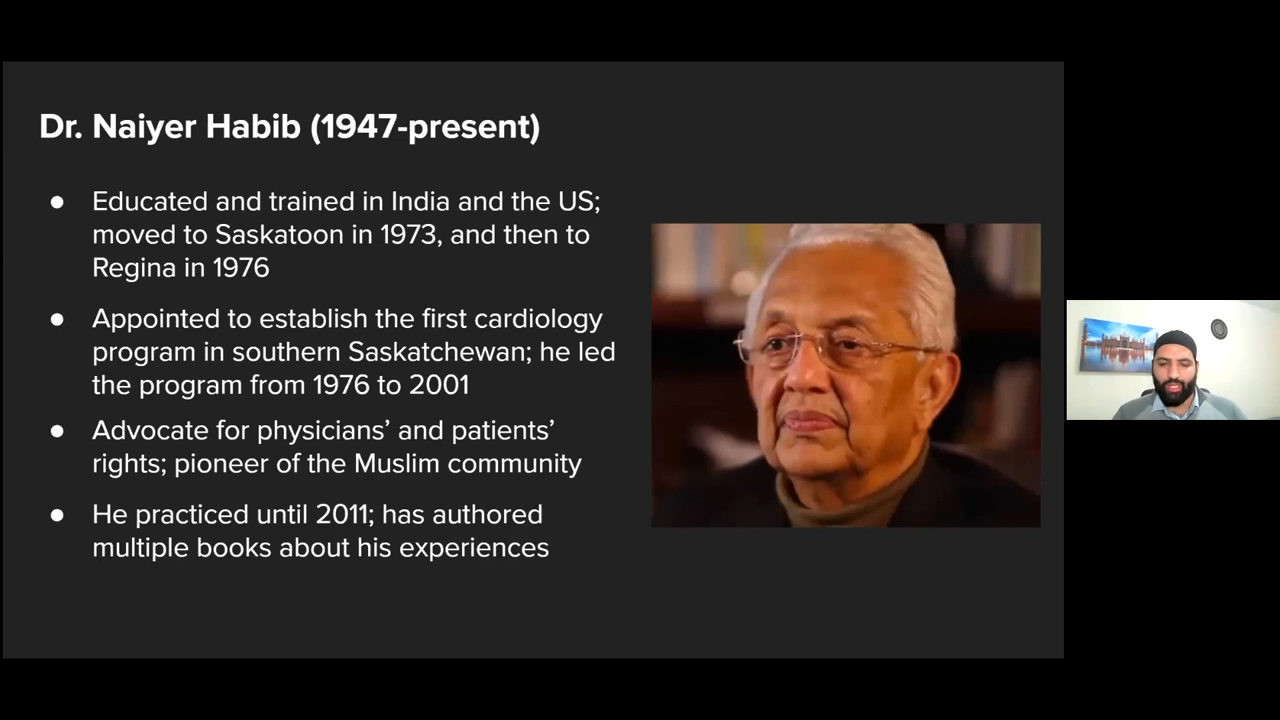 Dr. Naiyer Habib (1947-present)
● Educated and trained in India and the US;
moved to Saskatoon in 1973, and then to
Regina in 1976
● Appointed to establish the first cardiology
program in southern Saskatchewan; he led
the program from 1976 to 2001
● Advocate for physicians’ and patients’
rights; pioneer of the Muslim community
● He practiced until 2011; has authored
multiple books about his experiences